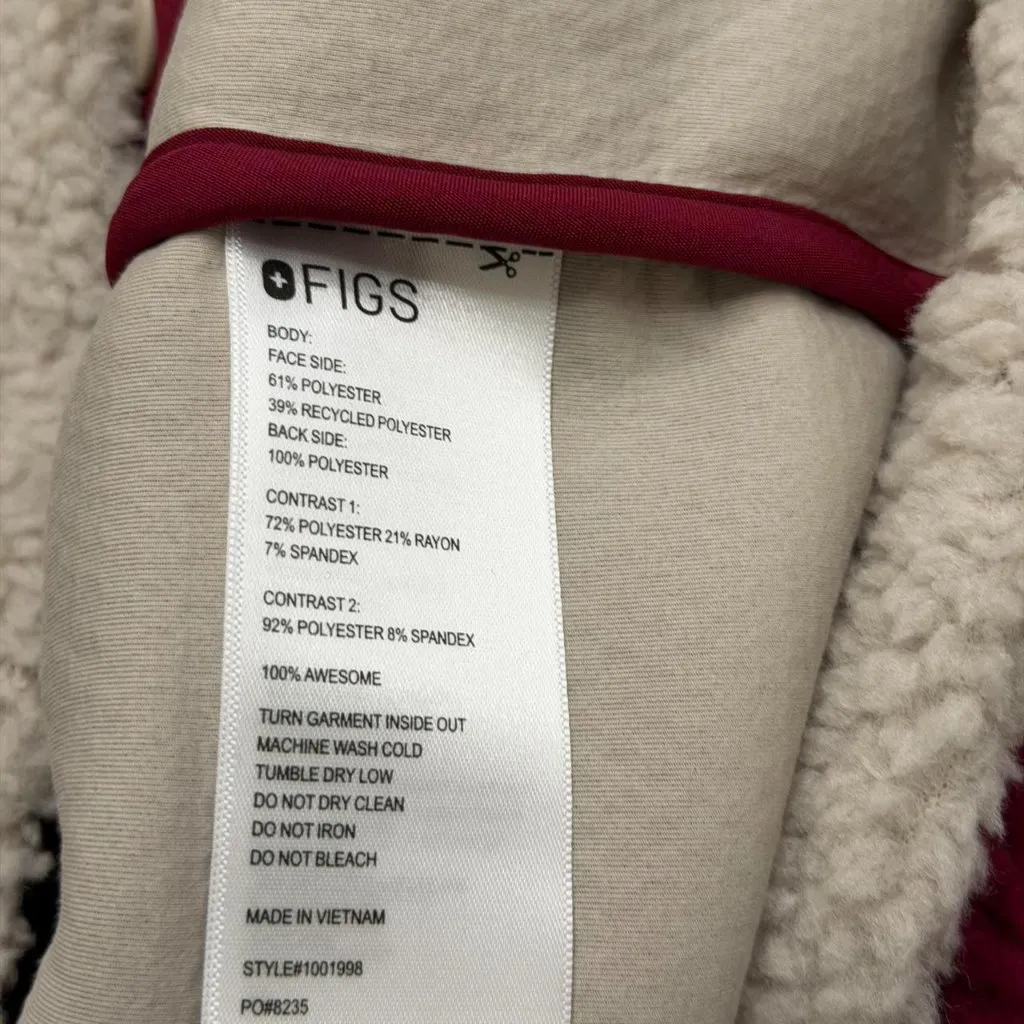 FIGS
BODY:
FACE SIDE:
61% POLYESTER
39% RECYCLED POLYESTER
BACK SIDE:
100% POLYESTER
CONTRAST 1:
72% POLYESTER 21% RAYON
7% SPANDEX
CONTRAST 2:
92% POLYESTER 8% SPANDEX
100% AWESOME
TURN GARMENT INSIDE OUT
MACHINE WASH COLD
TUMBLE DRY LOW
DO NOT DRY CLEAN
DO NOT IRON
DO NOT BLEACH
MADE IN VIETNAM
STYLE#1001998
PO#8235